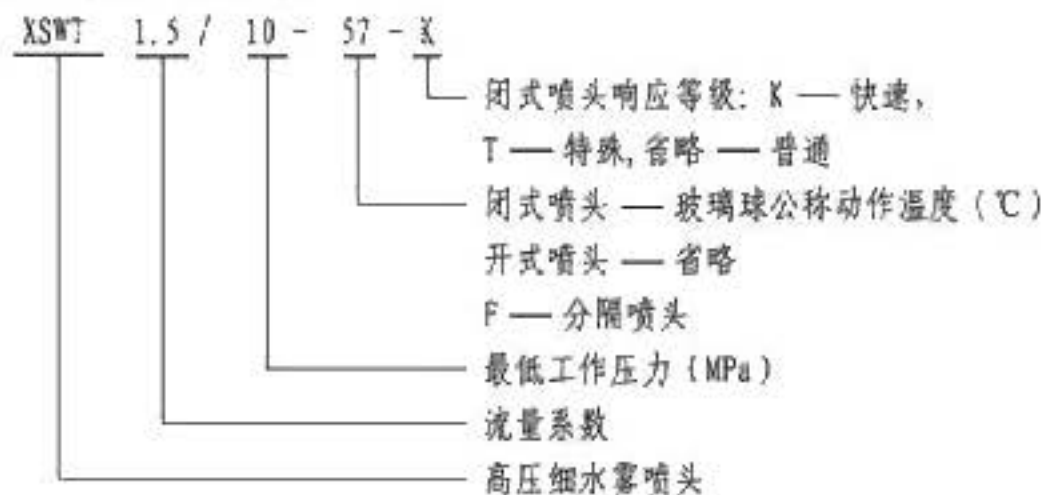 XSWT 1.5 / 10 - 57 - K
闭式喷头响应等级: K — 快速,
T — 特殊, 省略 — 普通
闭式喷头 — 玻璃球公称动作温度 (℃)
开式喷头 — 省略
F — 分隔喷头
最低工作压力 (MPa)
流量系数
高压细水雾喷头